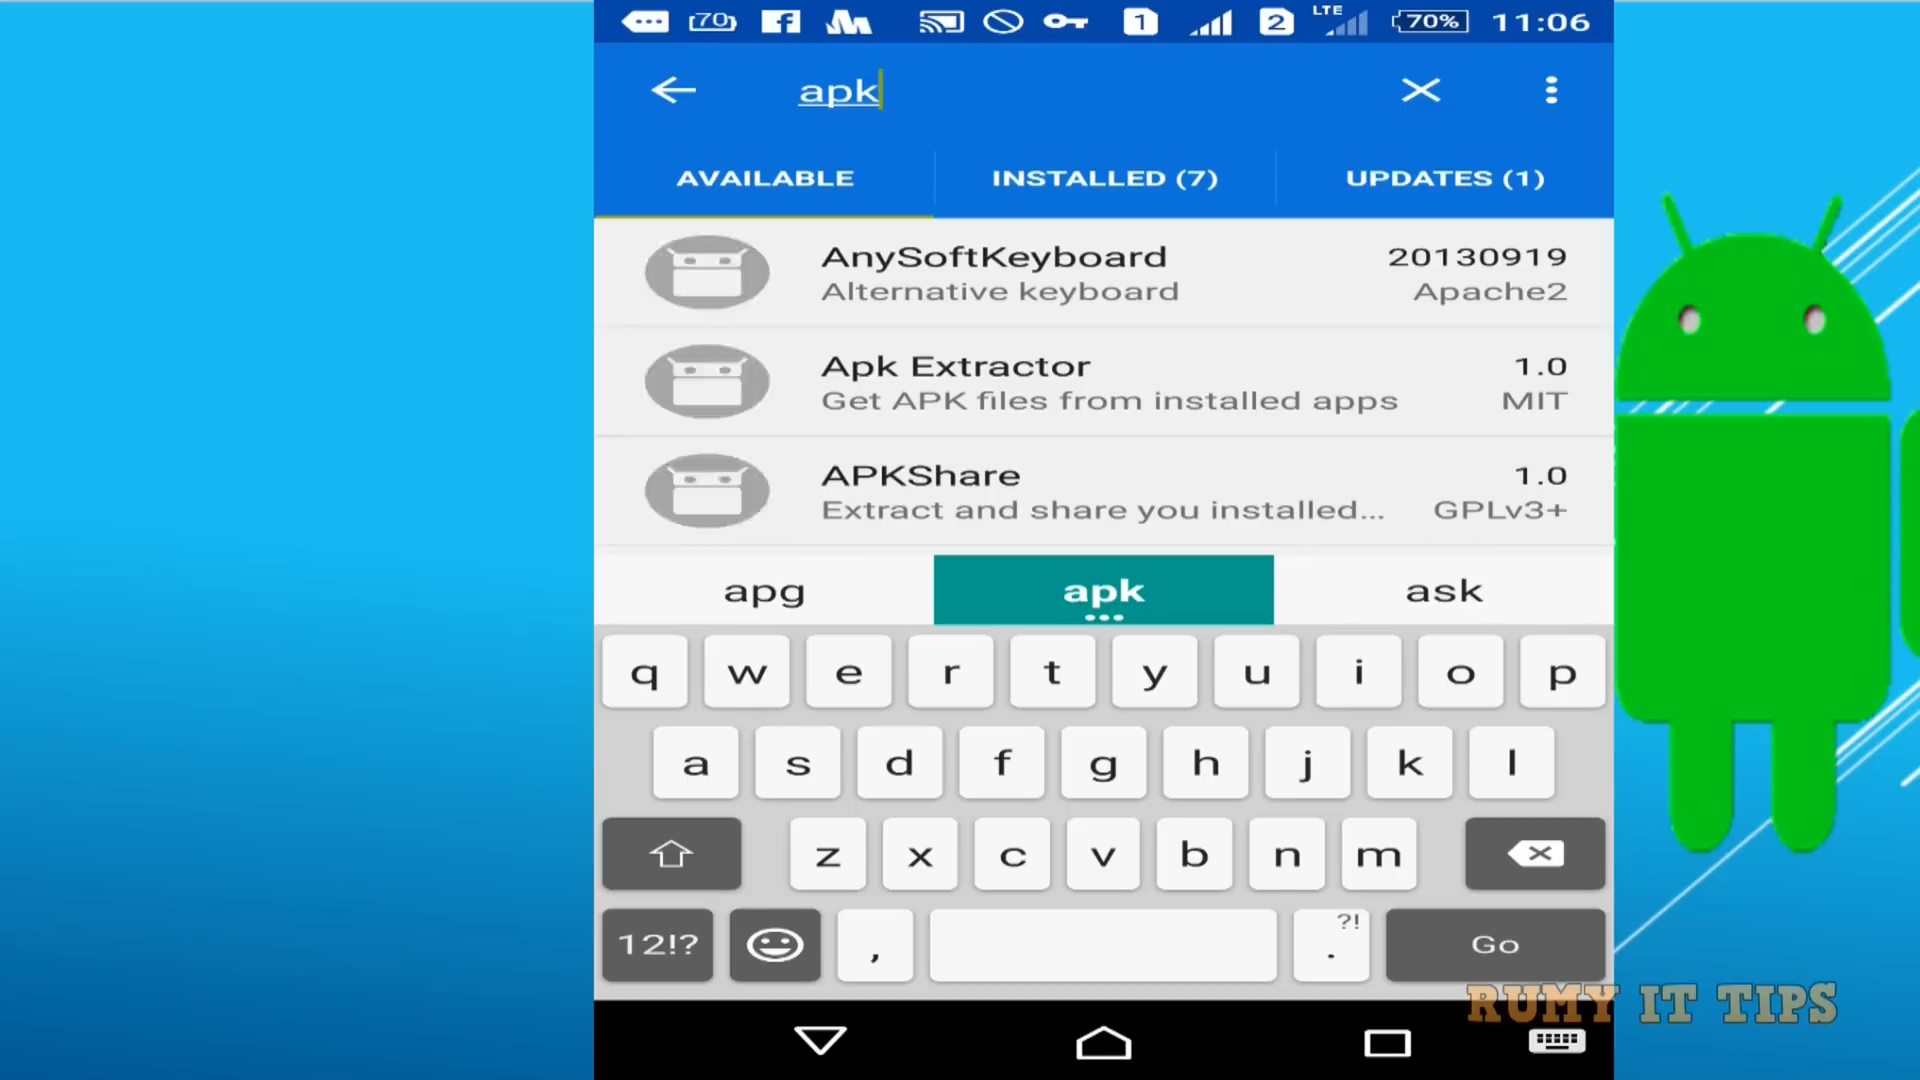 70 f 1 2 LTE 70% 11:06
apk
AVAILABLE INSTALLED (7) UPDATES (1)
AnySoftKeyboard 20130919
Alternative keyboard Apache2
Apk Extractor 1.0
Get APK files from installed apps MIT
APKShare 1.0
Extract and share you installed... GPLv3+
apg apk ask
q w e r t y u i o p
a s d f g h j k l
z x c v b n m
12!? , . ?! Go
RUMY IT TIPS